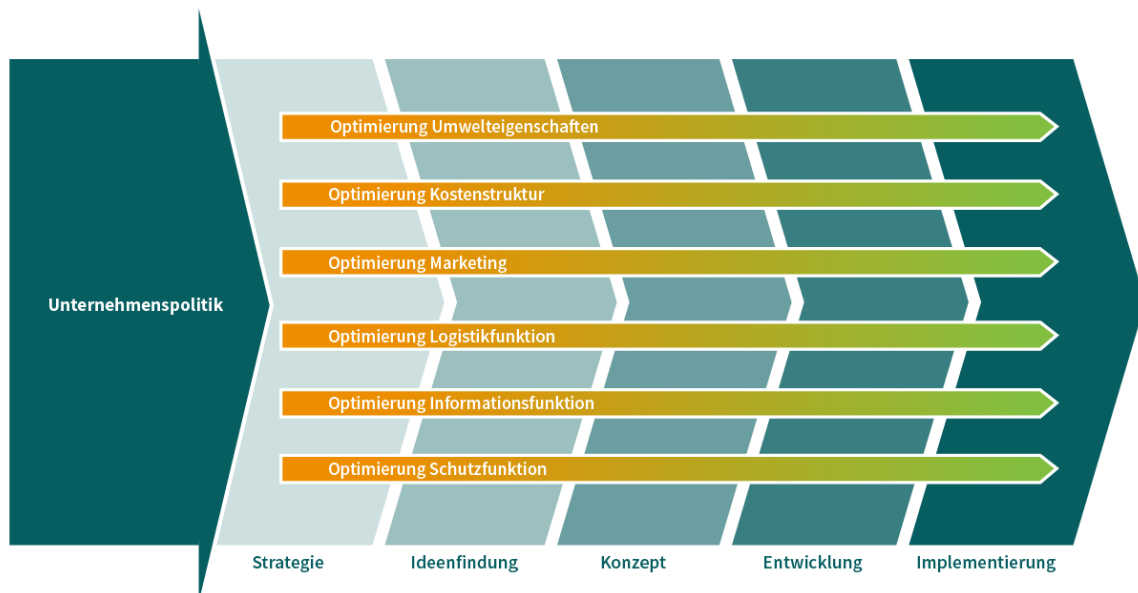 Optimierung Umwelteigenschaften
Optimierung Kostenstruktur
Optimierung Marketing
Unternehmenspolitik
Optimierung Logistikfunktion
Optimierung Informationsfunktion
Optimierung Schutzfunktion
Strategie
Ideenfindung
Konzept
Entwicklung
Implementierung